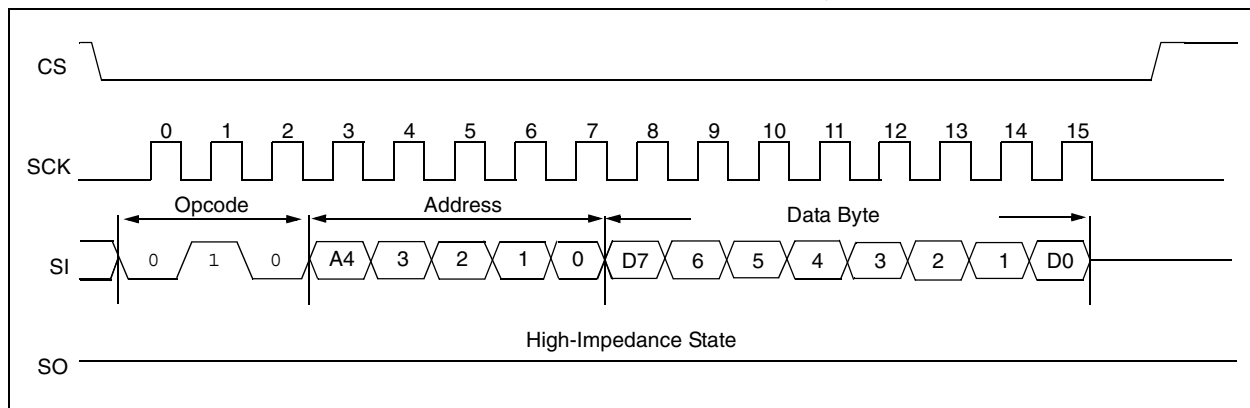 CS
0 1 2 3 4 5 6 7 8 9 10 11 12 13 14 15
SCK
Opcode Address Data Byte
SI 0 1 0 A4 3 2 1 0 D7 6 5 4 3 2 1 D0
High-Impedance State
SO